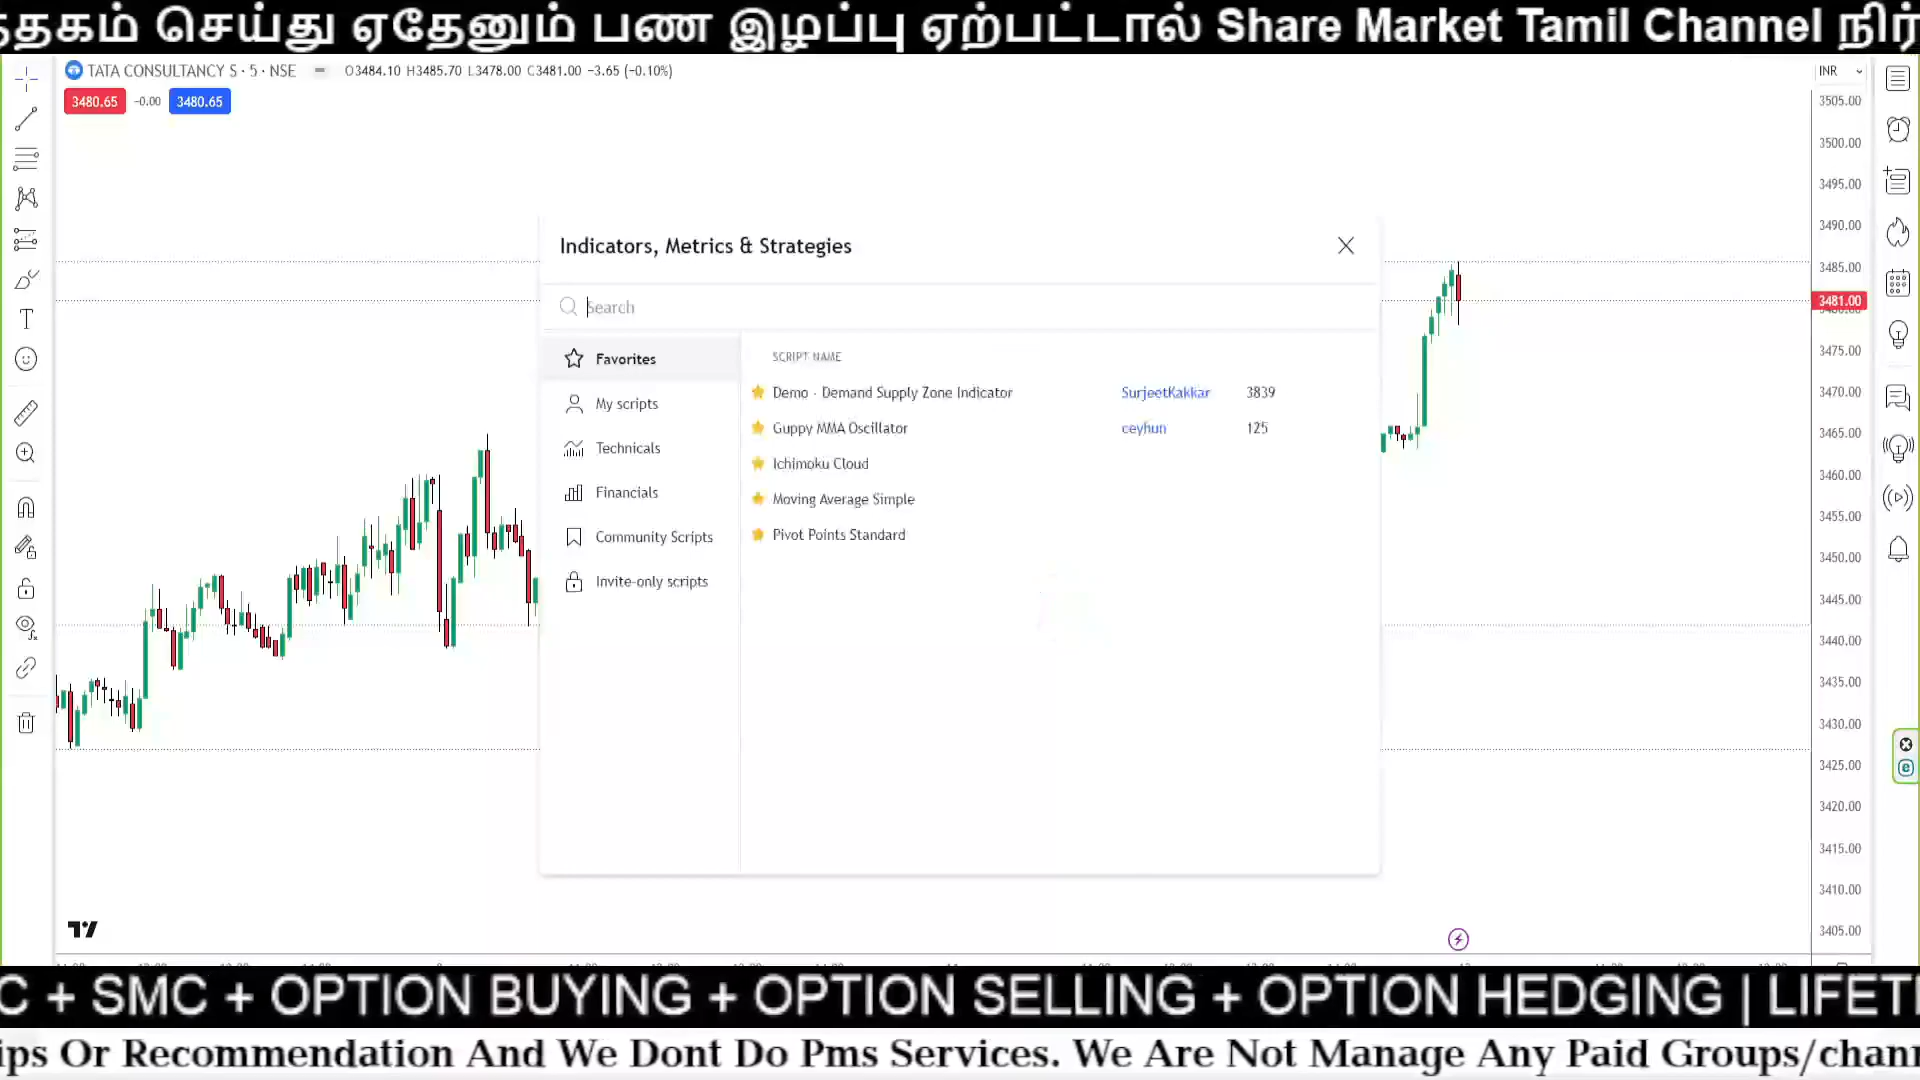 செய்து ஏதேனும் பண இழப்பு ஏற்பட்டால் Share Market Tamil Channel
TATA CONSULTANCY S · 5 · NSE O3484.10 H3485.70 L3478.00 C3481.00 −3.65 (−0.10%) INR
3480.65 -0.00 3480.65
3505.00
3500.00
3495.00
3490.00
3485.00
3481.00
3475.00
3470.00
3465.00
3460.00
3455.00
3450.00
3445.00
3440.00
3435.00
3430.00
3425.00
3420.00
3415.00
3410.00
3405.00
Indicators, Metrics & Strategies
Search
Favorites
My scripts
Technicals
Financials
Community Scripts
Invite-only scripts
SCRIPT NAME
Demo - Demand Supply Zone Indicator SurjeetKakkar 3839
Guppy MMA Oscillator ceyhun 125
Ichimoku Cloud
Moving Average Simple
Pivot Points Standard
C + SMC + OPTION BUYING + OPTION SELLING + OPTION HEDGING |
Or Recommendation And We Dont Do Pms Services. We Are Not Manage Any Paid